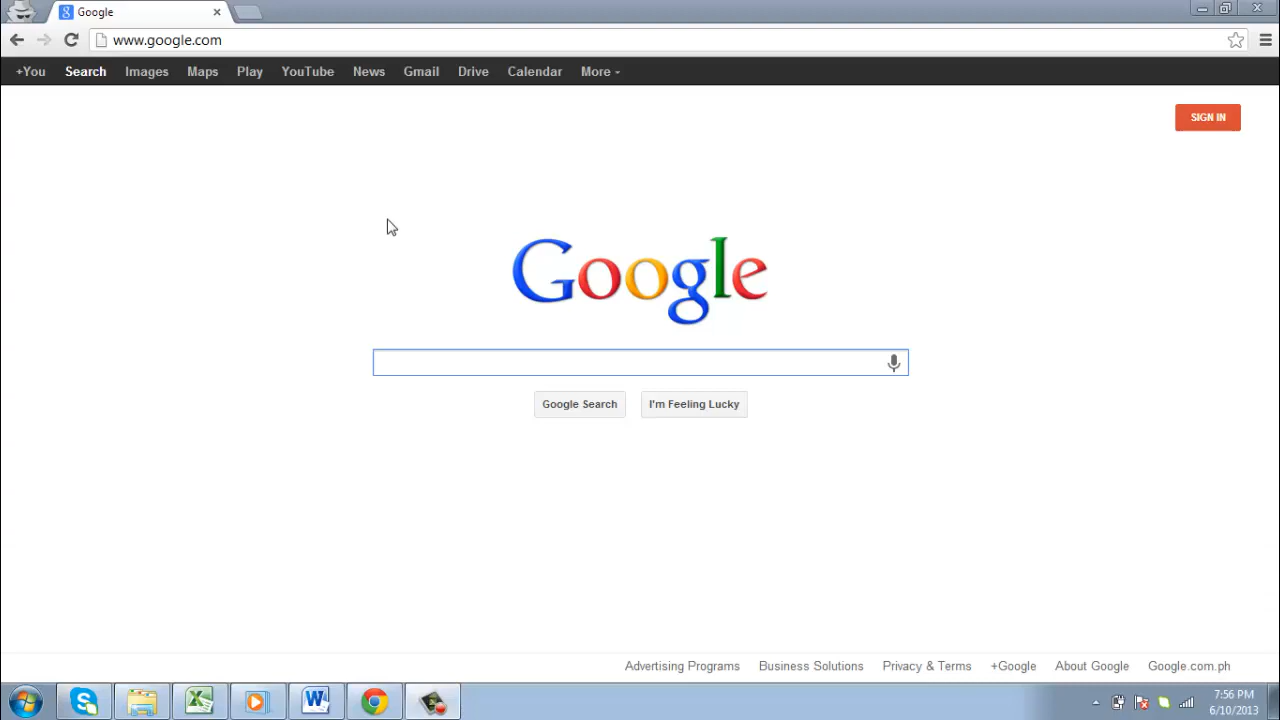 Google
www.google.com
+You Search Images Maps Play YouTube News Gmail Drive Calendar More
SIGN IN
Google
Google Search I'm Feeling Lucky
Advertising Programs Business Solutions Privacy & Terms +Google About Google Google.com.ph
7:56 PM
6/10/2013